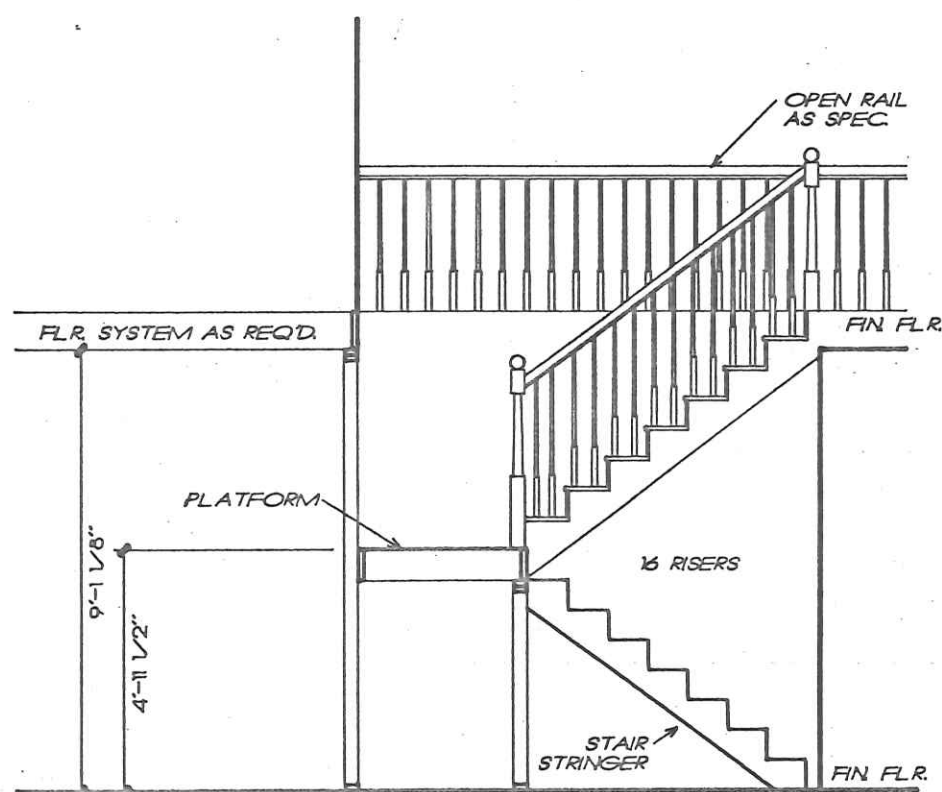 OPEN RAIL
AS SPEC.
FLR. SYSTEM AS REQ'D.
FIN. FLR.
PLATFORM
9'-1 1/8"
4'-11 1/2"
16 RISERS
STAIR
STRINGER
FIN. FLR.